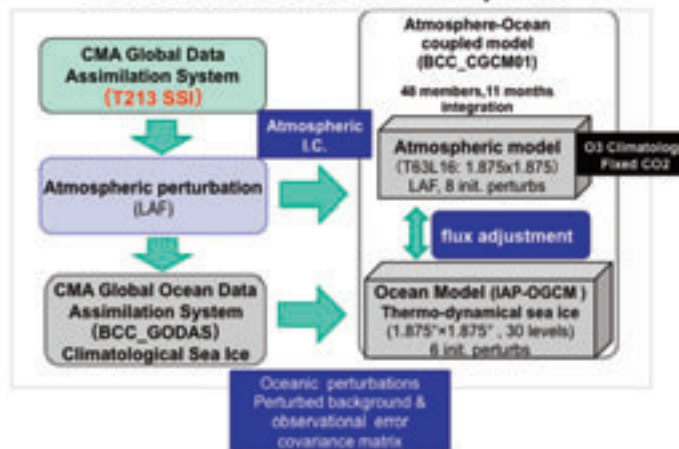 CMA Global Data
Assimilation System
(T213 SSI)
Atmospheric perturbation
(LAF)
CMA Global Ocean Data
Assimilation System
(BCC_GODAS)
Climatological Sea Ice
Atmospheric
I.C.
Atmosphere-Ocean
coupled model
(BCC_CGCM01)
48 members,11 months
integration
Atmospheric model
(T63L16: 1.875x1.875)
LAF, 8 init. perturbs
O3 Climatolog
Fixed CO2
flux adjustment
Ocean Model (IAP-OGCM )
Thermo-dynamical sea ice
(1.875°×1.875° , 30 levels)
6 init. perturbs
Oceanic perturbations
Perturbed background &
observational error
covariance matrix